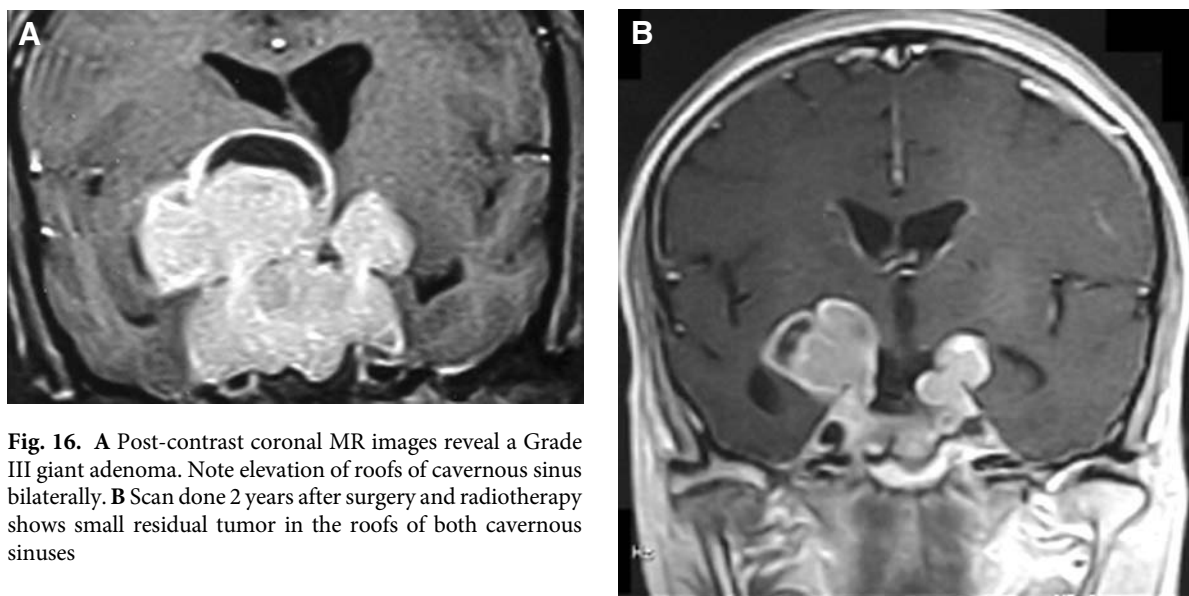 A
B
Fig. 16. A Post-contrast coronal MR images reveal a Grade
III giant adenoma. Note elevation of roofs of cavernous sinus
bilaterally. B Scan done 2 years after surgery and radiotherapy
shows small residual tumor in the roofs of both cavernous
sinuses